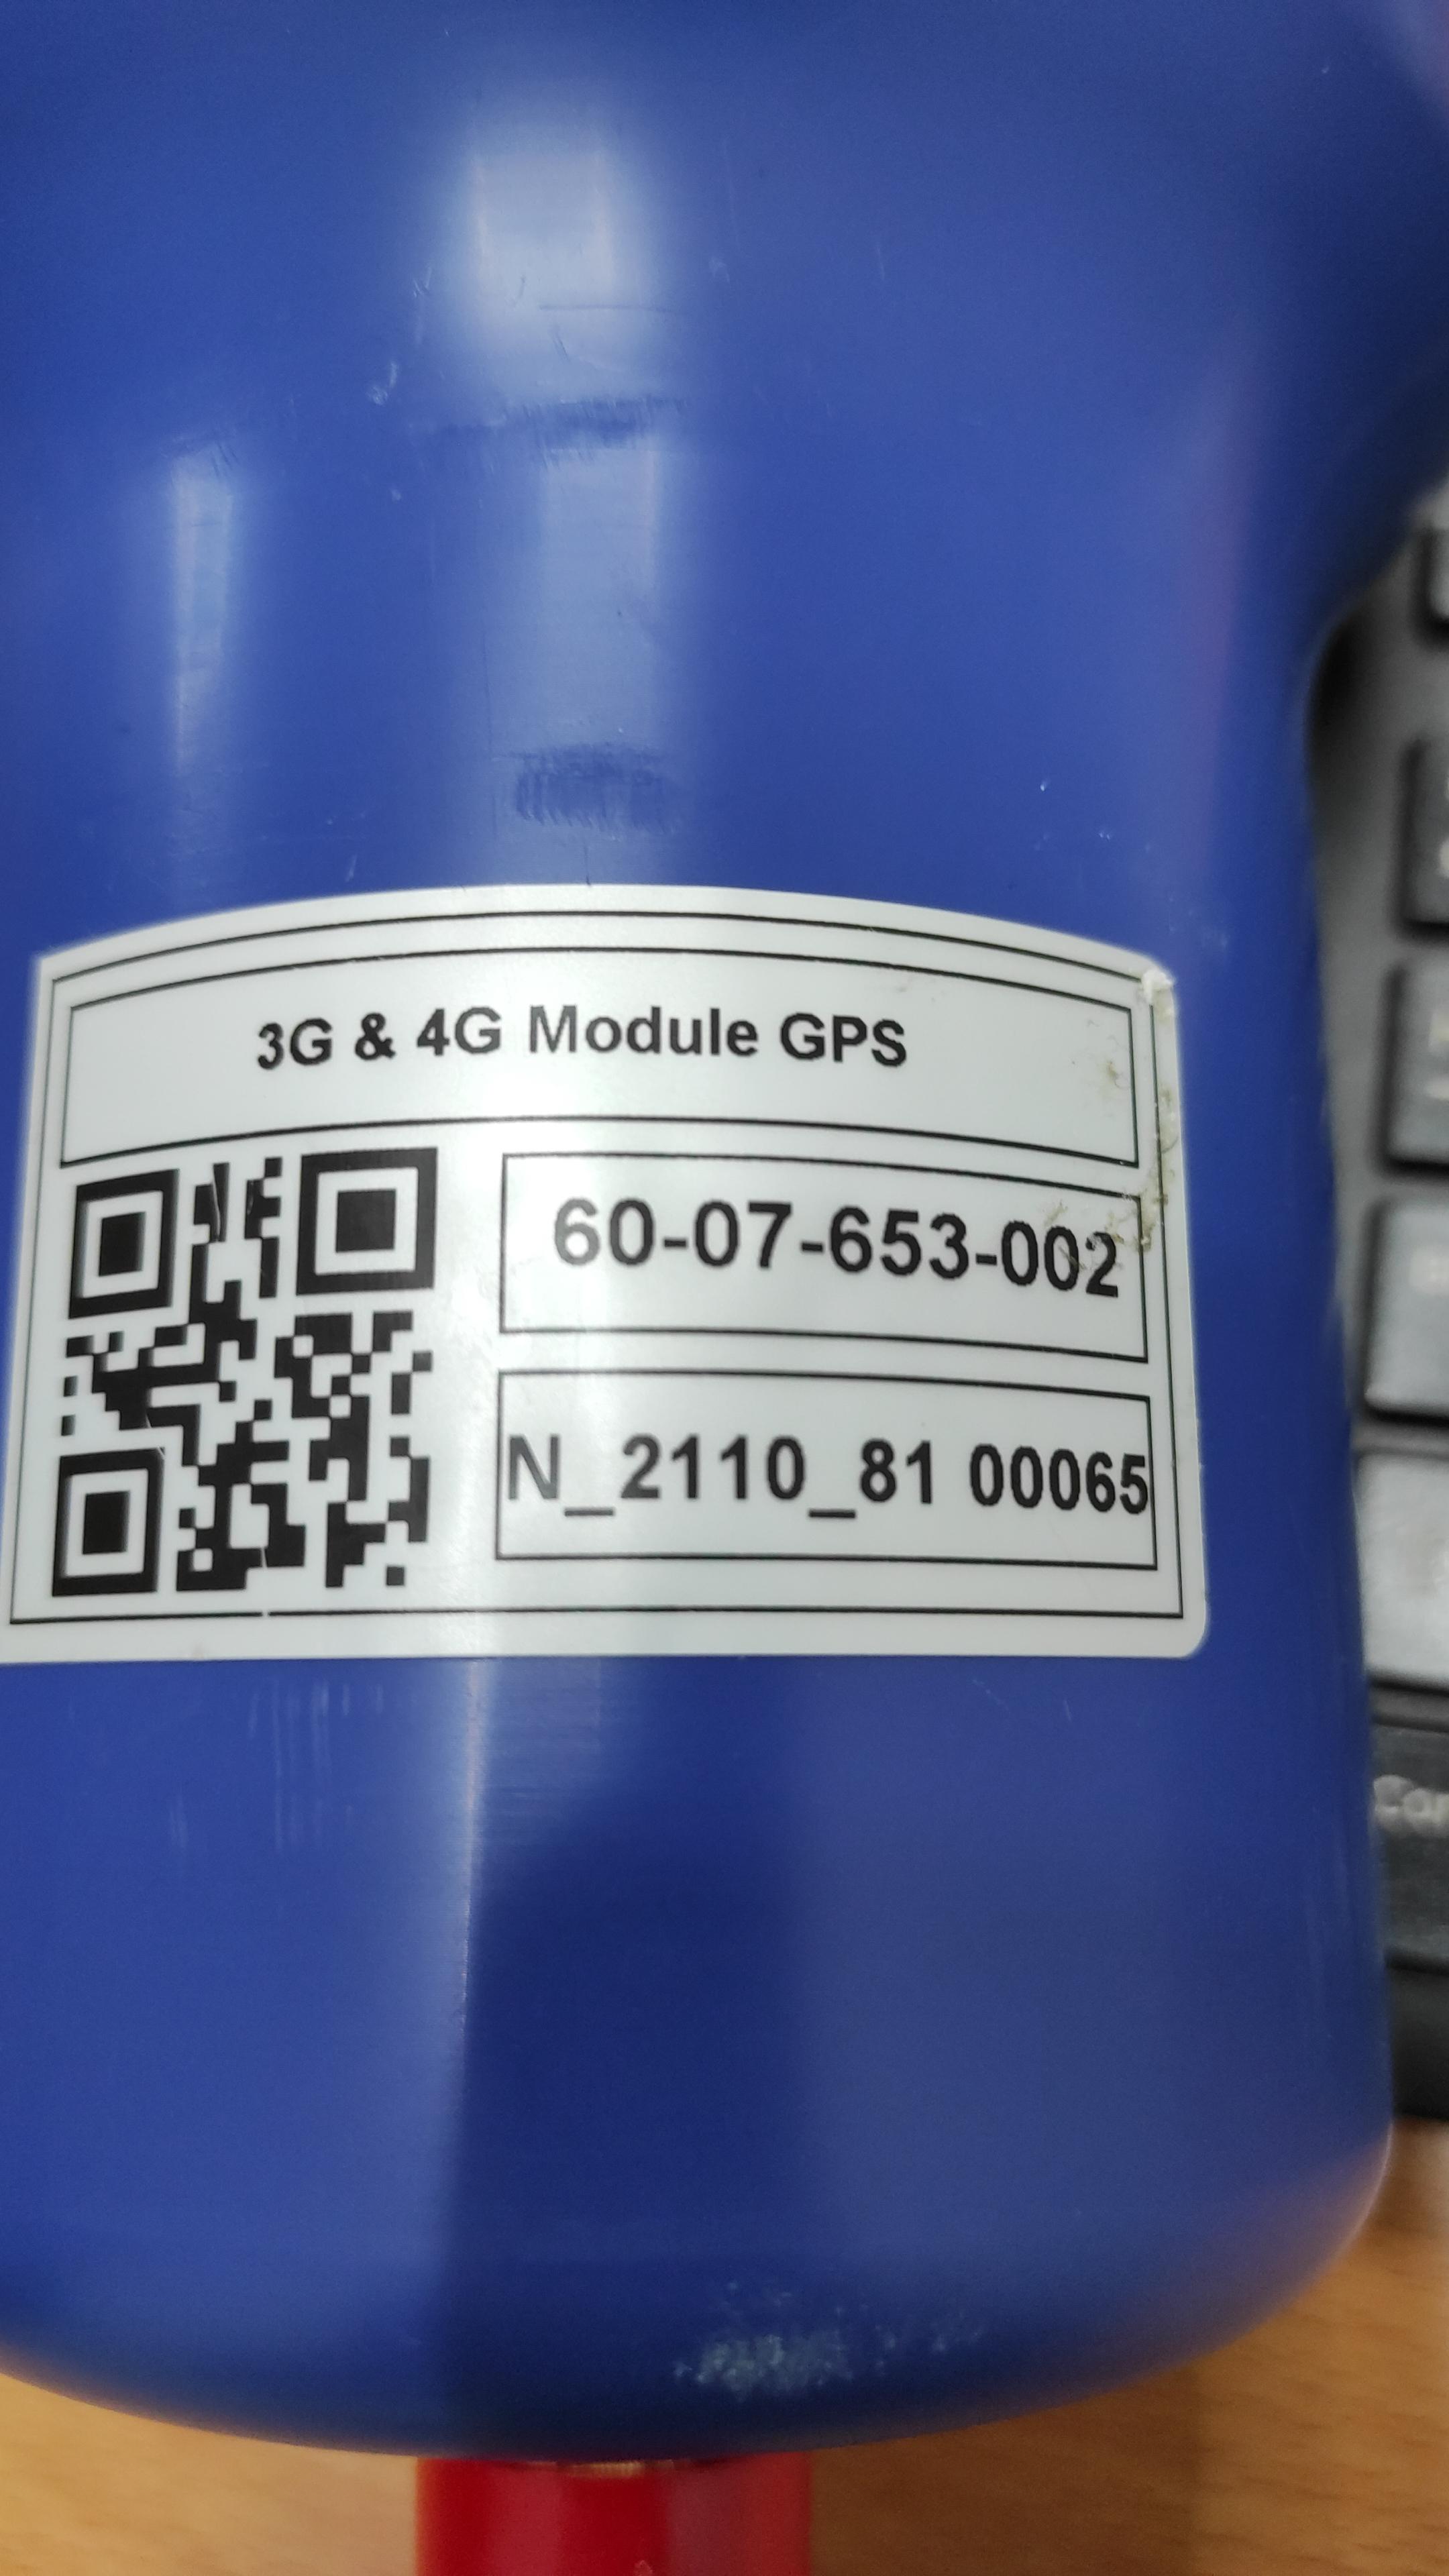 3G & 4G Module GPS
60-07-653-002
N_2110_81 00065